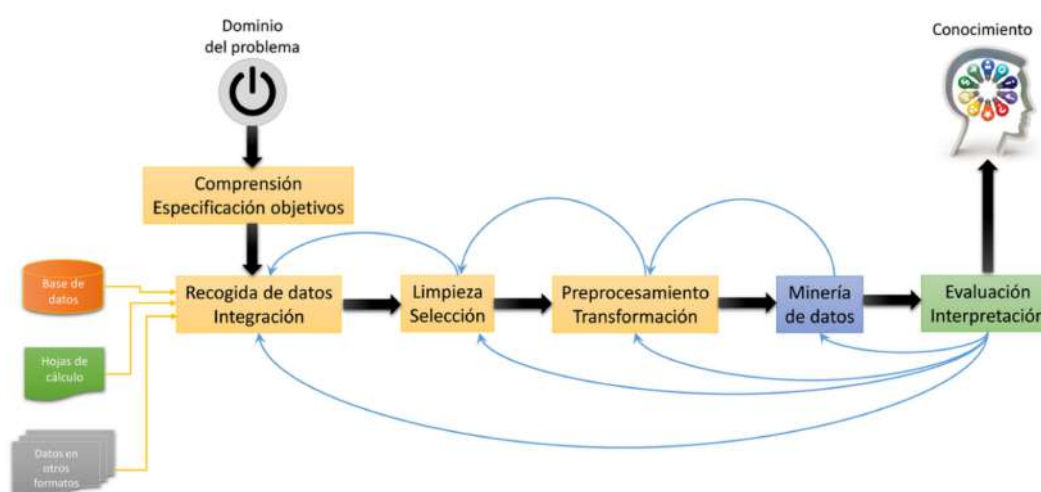 Dominio
del problema
Conocimiento
Comprensión
Especificación objetivos
Base de
datos
Recogida de datos
Integración
Limpieza
Selección
Preprocesamiento
Transformación
Minería
de datos
Evaluación
Interpretación
Hojas de
cálculo
Datos en
otros
formatos